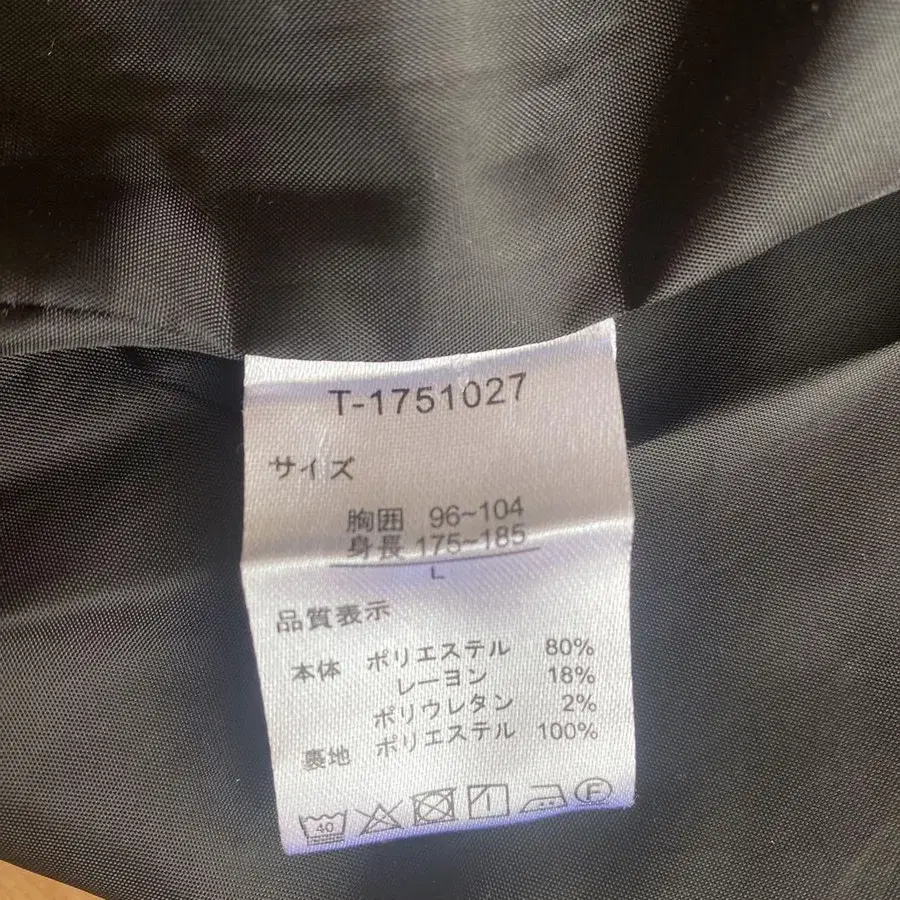 T-1751027
サイズ
胸囲 96~104
身長 175~185
L
品質表示
本体 ポリエステル 80%
レーヨン 18%
ポリウレタン 2%
裏地 ポリエステル 100%
40 F